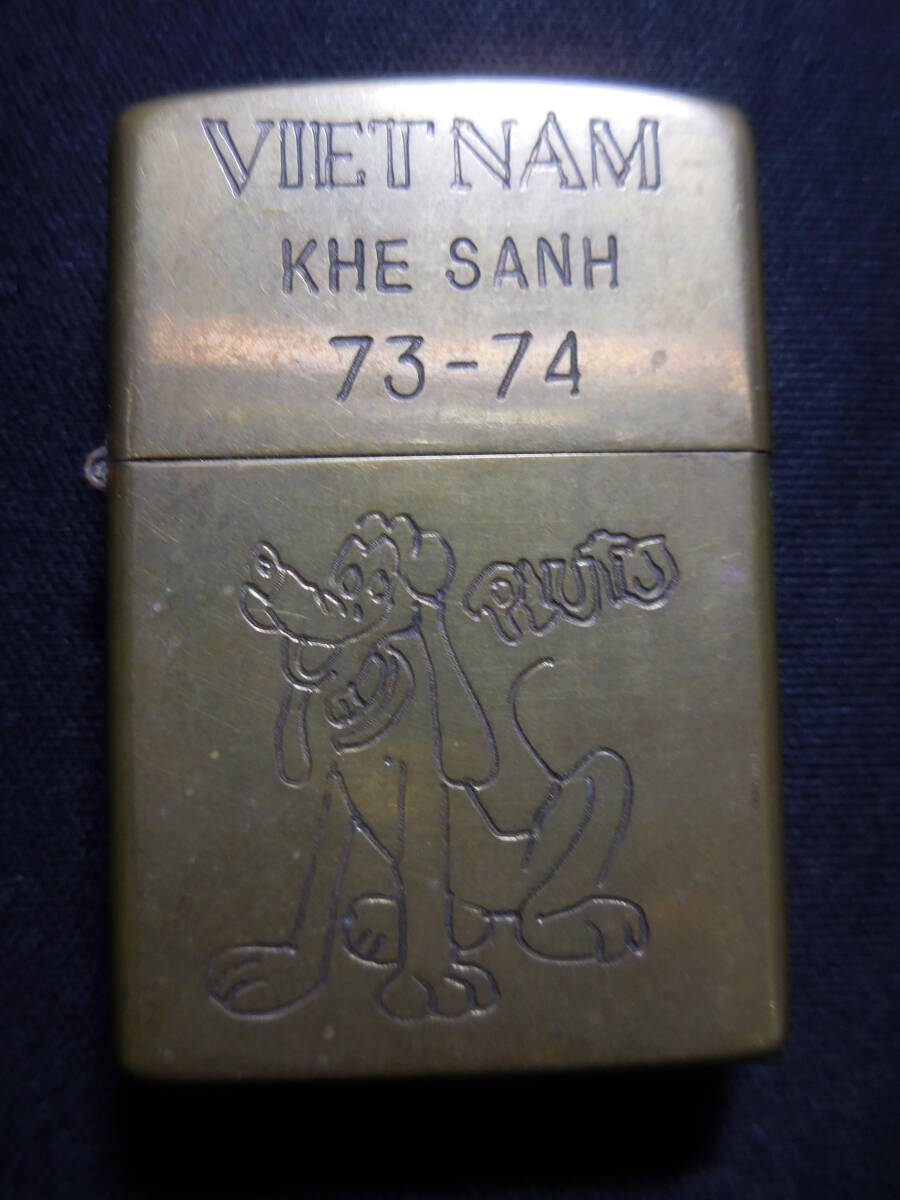 VIETNAM
KHE SANH
73-74
PLUTO